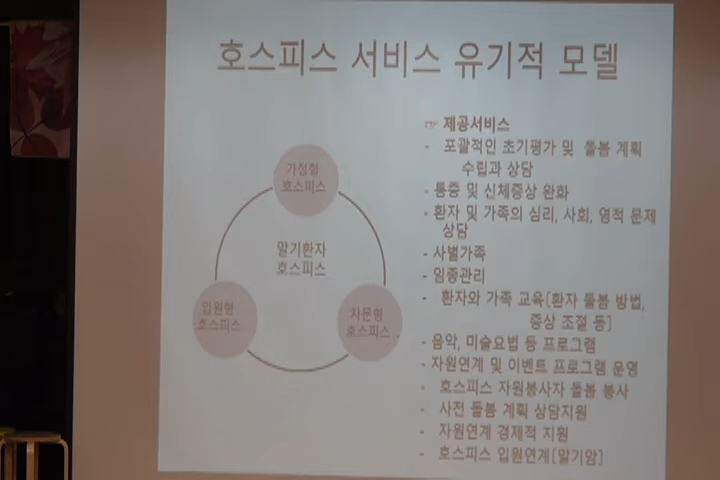 호스피스 서비스 유기적 모델
가정형
호스피스
말기환자
호스피스
입원형
호스피스
자문형
호스피스
☞ 제공서비스
- 포괄적인 초기평가 및 돌봄 계획
수립과 상담
- 통증 및 신체증상 완화
- 환자 및 가족의 심리, 사회, 영적 문제
상담
- 사별가족
- 임종관리
- 환자와 가족 교육[환자 돌봄 방법,
증상 조절 등]
- 음악, 미술요법 등 프로그램
- 자원연계 및 이벤트 프로그램 운영
- 호스피스 자원봉사자 돌봄 봉사
- 사전 돌봄 계획 상담지원
- 자원연계 경제적 지원
- 호스피스 입원연계[말기암]